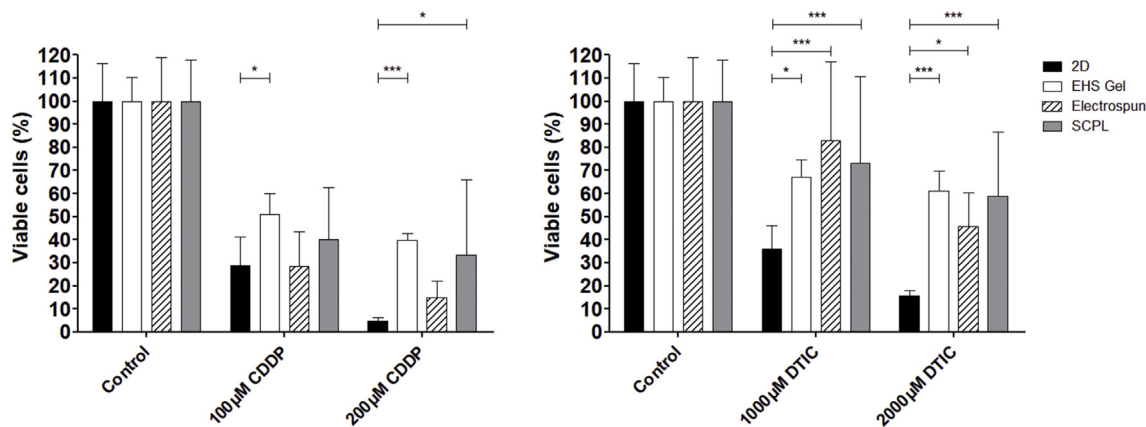 *
* ***
Viable cells (%)
120
110
100
90
80
70
60
50
40
30
20
10
0
Control
100µM CDDP
200µM CDDP
*** ***
*** *
* ***
Viable cells (%)
120
110
100
90
80
70
60
50
40
30
20
10
0
Control
1000µM DTIC
2000µM DTIC
2D
EHS Gel
Electrospun
SCPL